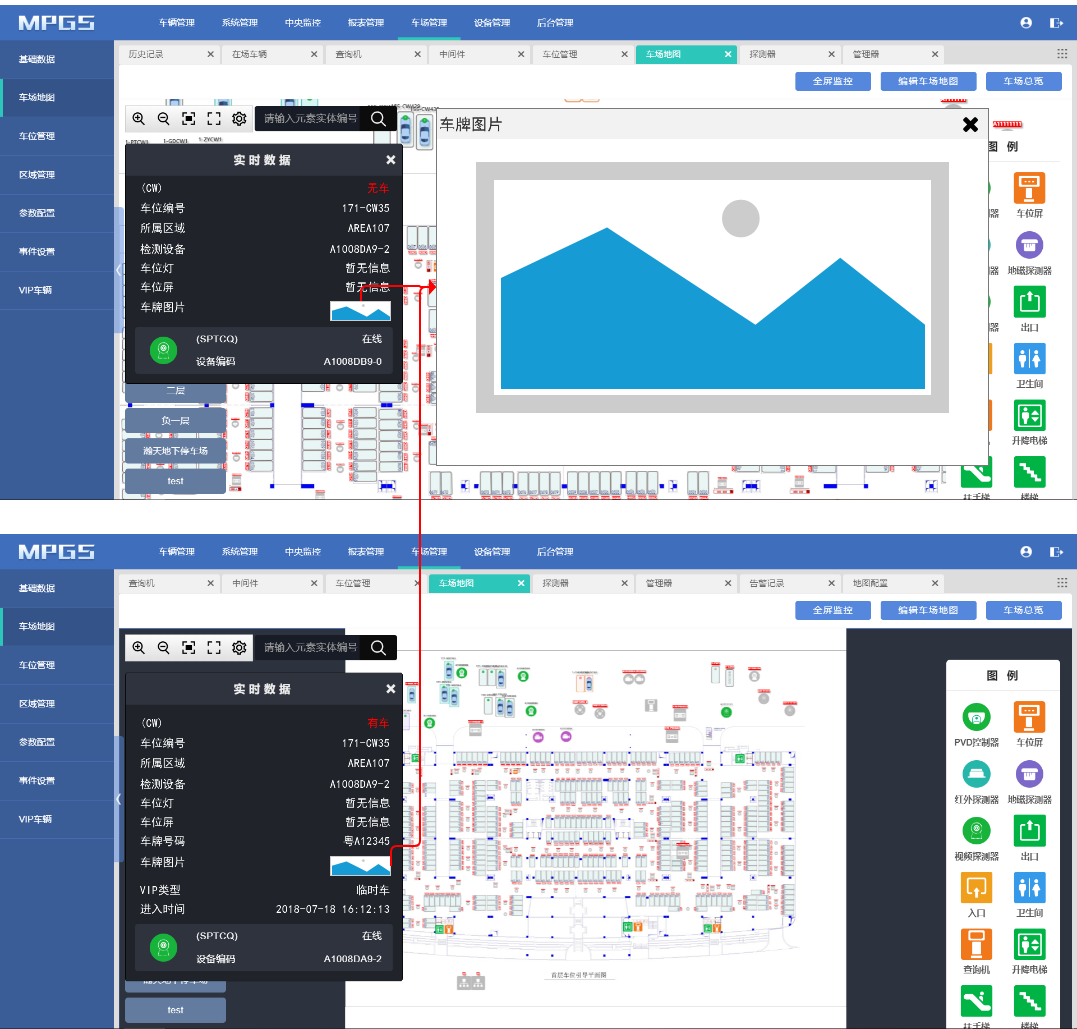 MPGS 车辆管理 系统管理 中央监控 报表管理 车场管理 设备管理 后台管理
基础数据
车场地图
车位管理
区域管理
参数配置
事件设置
VIP车辆
历史记录 在场车辆 查询机 中间件 车位管理 车场地图 探测器 管理器
全屏监控 编辑车场地图 车场总览
请输入元素实体编号
车牌图片
实时数据
(CW) 无车
车位编号 171-CW35
所属区域 AREA107
检测设备 A1008DA9-2
车位灯 暂无信息
车位屏 暂无信息
车牌图片
(SPTCQ) 在线
设备编码 A1008DB9-0
二层
负一层
瀚天地下停车场
test
图 例
车位屏
地磁探测器
出口
卫生间
升降电梯
扶手梯
楼梯
MPGS 车辆管理 系统管理 中央监控 报表管理 车场管理 设备管理 后台管理
基础数据
车场地图
车位管理
区域管理
参数配置
事件设置
VIP车辆
查询机 中间件 车位管理 车场地图 探测器 管理器 告警记录 地图配置
全屏监控 编辑车场地图 车场总览
请输入元素实体编号
实时数据
(CW) 有车
车位编号 171-CW35
所属区域 AREA107
检测设备 A1008DA9-2
车位灯 暂无信息
车位屏 暂无信息
车牌号码 粤A12345
车牌图片
VIP类型 临时车
进入时间 2018-07-18 16:12:13
(SPTCQ) 在线
设备编码 A1008DA9-2
瀚天地下停车场
test
首层车位引导平面图
图 例
PVD控制器 车位屏
红外探测器 地磁探测器
视频探测器 出口
入口 卫生间
查询机 升降电梯
扶手梯 楼梯